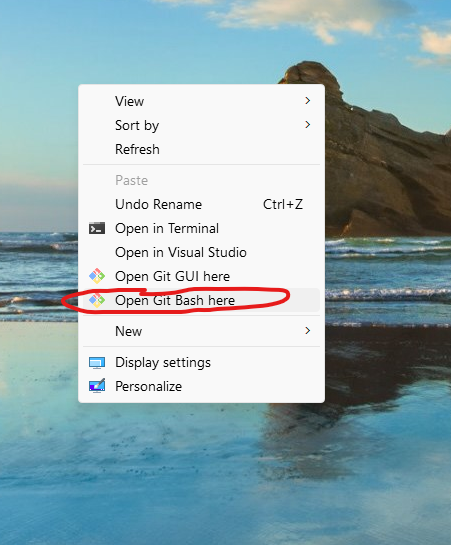 View
Sort by
Refresh
Paste
Undo Rename Ctrl+Z
Open in Terminal
Open in Visual Studio
Open Git GUI here
Open Git Bash here
New
Display settings
Personalize